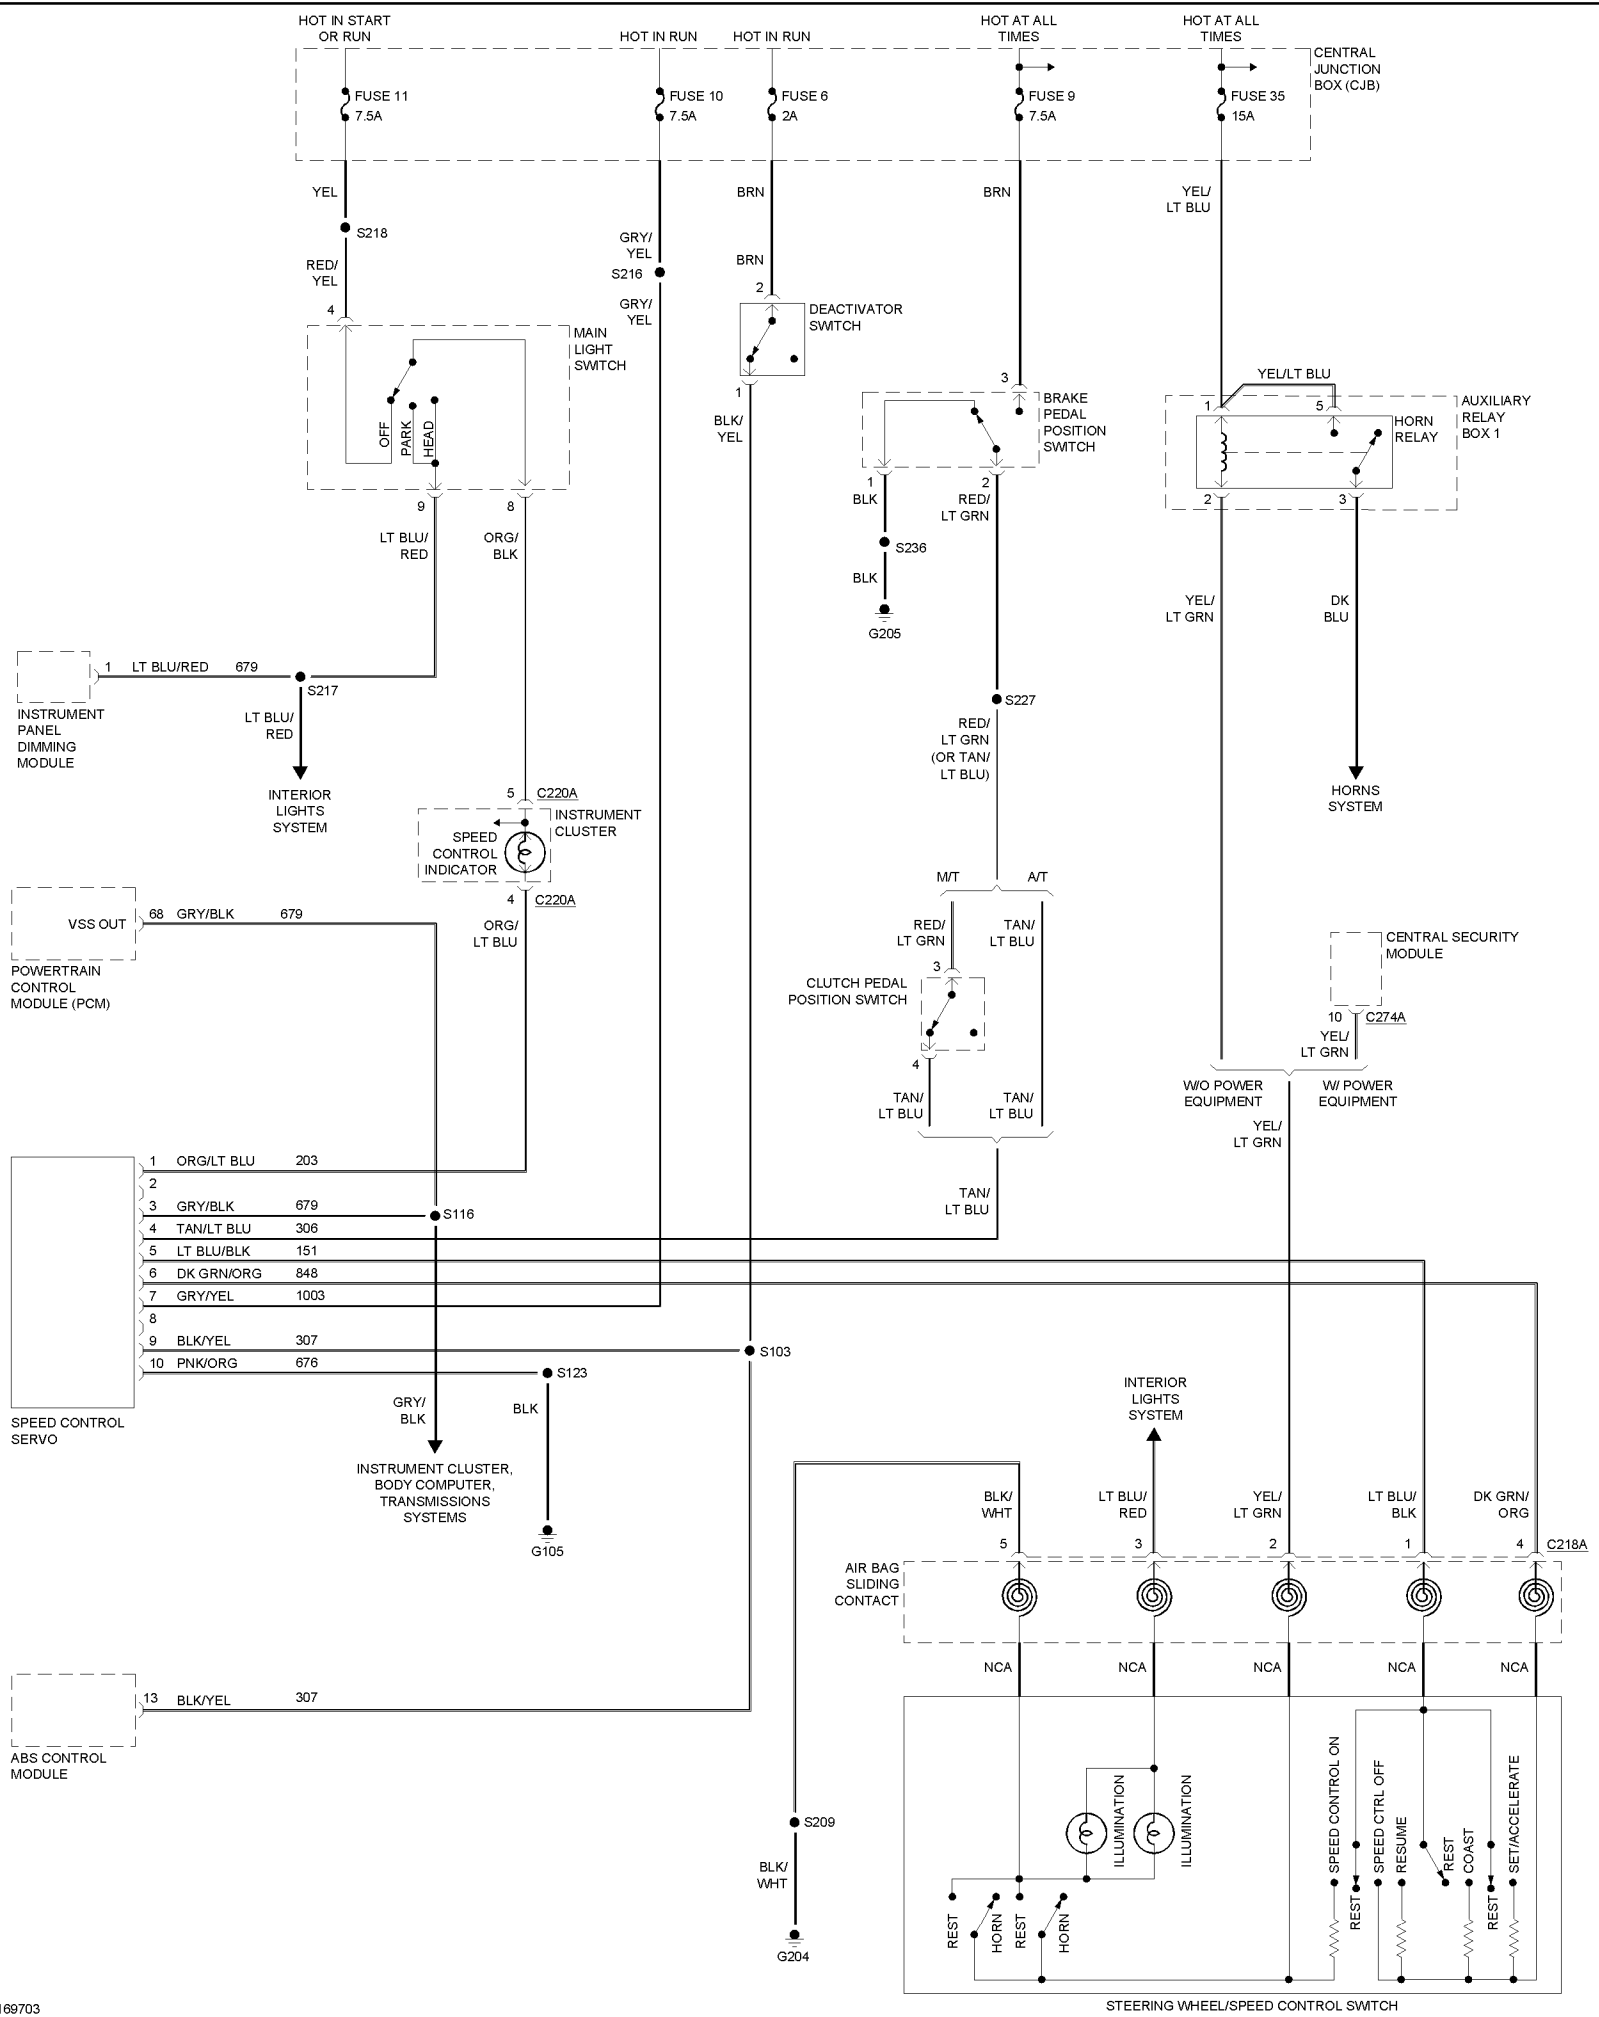 HOT IN START
OR RUN
HOT IN RUN
HOT IN RUN
HOT AT ALL
TIMES
HOT AT ALL
TIMES
CENTRAL
JUNCTION
BOX (CJB)
FUSE 11
7.5A
FUSE 10
7.5A
FUSE 6
2A
FUSE 9
7.5A
FUSE 35
15A
YEL
S218
RED/
YEL
4
GRY/
YEL
S216
GRY/
YEL
BRN
BRN
2
DEACTIVATOR
SWITCH
1
BLK/
YEL
BRN
3
BRAKE
PEDAL
POSITION
SWITCH
YEL/
LT BLU
YEL/LT BLU
1
5
HORN
RELAY
AUXILIARY
RELAY
BOX 1
2
3
MAIN
LIGHT
SWITCH
OFF
PARK
HEAD
9
8
LT BLU/
RED
ORG/
BLK
1
BLK
S236
BLK
G205
2
RED/
LT GRN
YEL/
LT GRN
DK
BLU
HORNS
SYSTEM
1
LT BLU/RED
679
S217
INSTRUMENT
PANEL
DIMMING
MODULE
LT BLU/
RED
INTERIOR
LIGHTS
SYSTEM
S227
RED/
LT GRN
(OR TAN/
LT BLU)
5
C220A
INSTRUMENT
CLUSTER
SPEED
CONTROL
INDICATOR
4
C220A
ORG/
LT BLU
M/T
A/T
RED/
LT GRN
TAN/
LT BLU
3
CLUTCH PEDAL
POSITION SWITCH
4
TAN/
LT BLU
TAN/
LT BLU
TAN/
LT BLU
VSS OUT
68
GRY/BLK
679
POWERTRAIN
CONTROL
MODULE (PCM)
CENTRAL SECURITY
MODULE
10
C274A
YEL/
LT GRN
W/O POWER
EQUIPMENT
W/ POWER
EQUIPMENT
YEL/
LT GRN
1
ORG/LT BLU
203
2
3
GRY/BLK
679
S116
4
TAN/LT BLU
306
5
LT BLU/BLK
151
6
DK GRN/ORG
848
7
GRY/YEL
1003
8
9
BLK/YEL
307
S103
10
PNK/ORG
676
S123
SPEED CONTROL
SERVO
GRY/
BLK
BLK
INSTRUMENT CLUSTER,
BODY COMPUTER,
TRANSMISSIONS
SYSTEMS
G105
INTERIOR
LIGHTS
SYSTEM
BLK/
WHT
LT BLU/
RED
YEL/
LT GRN
LT BLU/
BLK
DK GRN/
ORG
5
3
2
1
4
C218A
AIR BAG
SLIDING
CONTACT
NCA
NCA
NCA
NCA
NCA
13
BLK/YEL
307
ABS CONTROL
MODULE
S209
BLK/
WHT
G204
ILLUMINATION
ILLUMINATION
REST
HORN
REST
HORN
SPEED CONTROL ON
REST
SPEED CTRL OFF
RESUME
REST
COAST
REST
SET/ACCELERATE
STEERING WHEEL/SPEED CONTROL SWITCH
169703